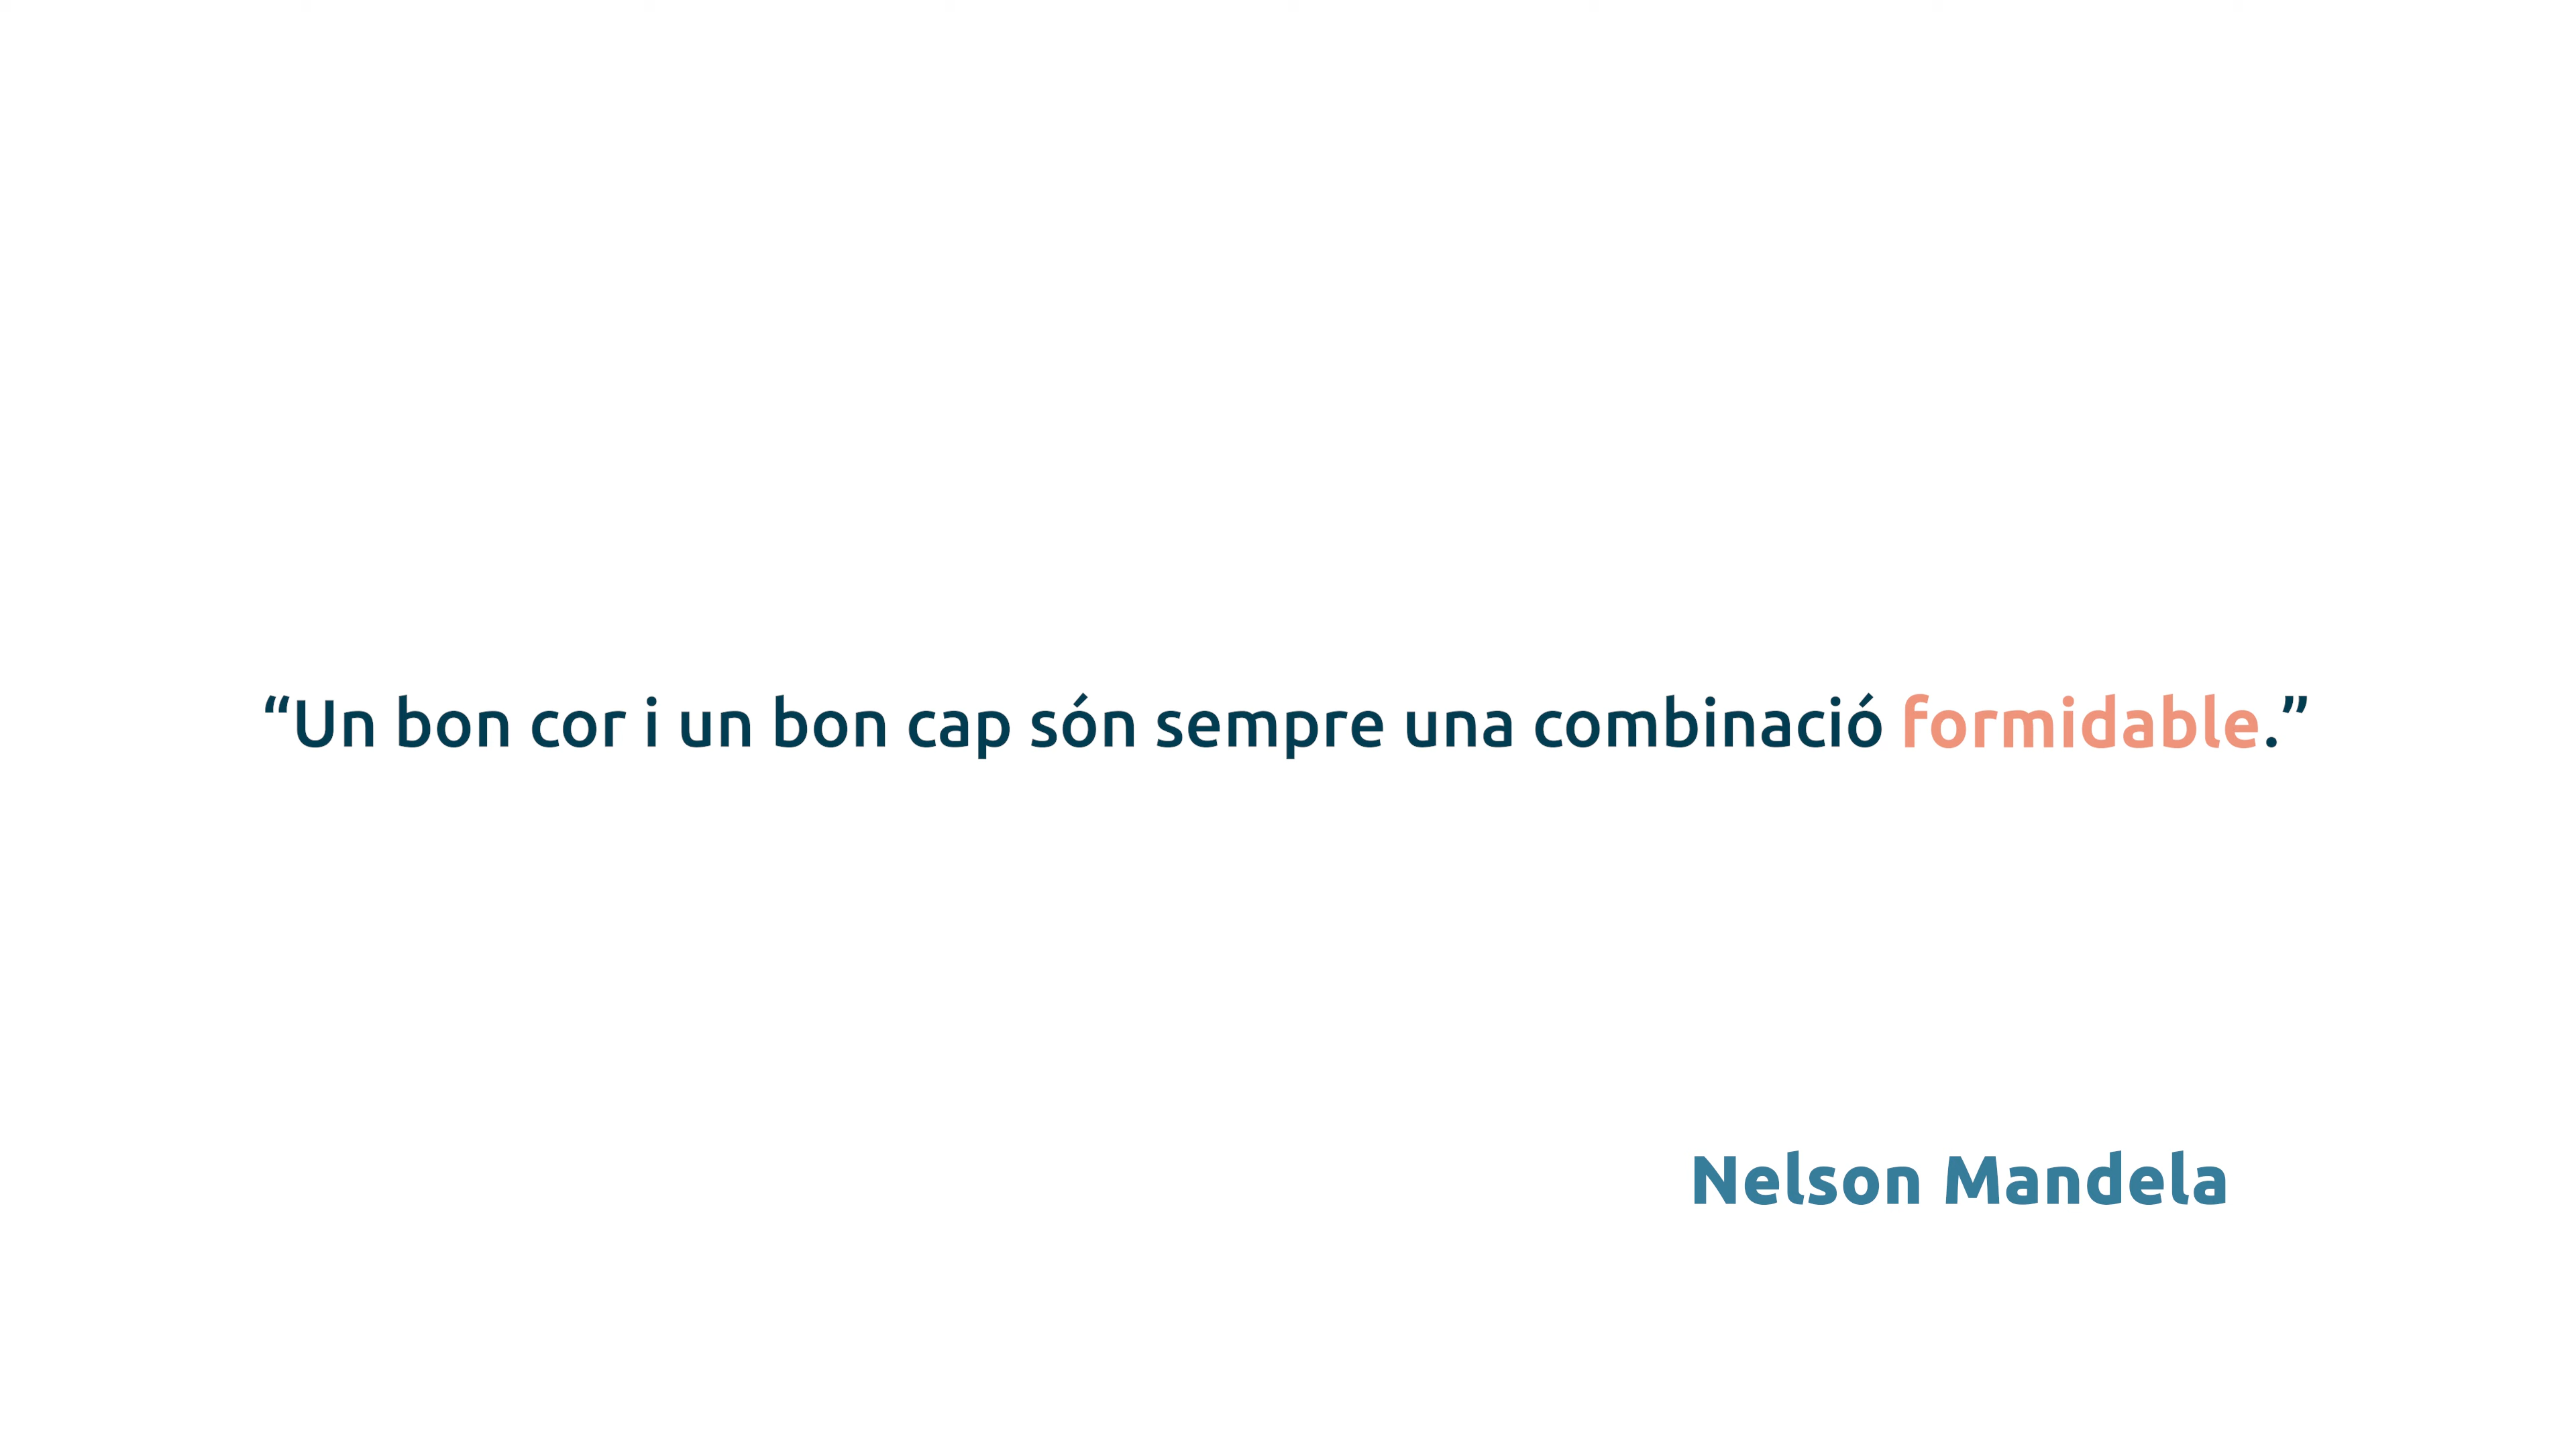 “Un bon cor i un bon cap són sempre una combinació formidable.”
Nelson Mandela